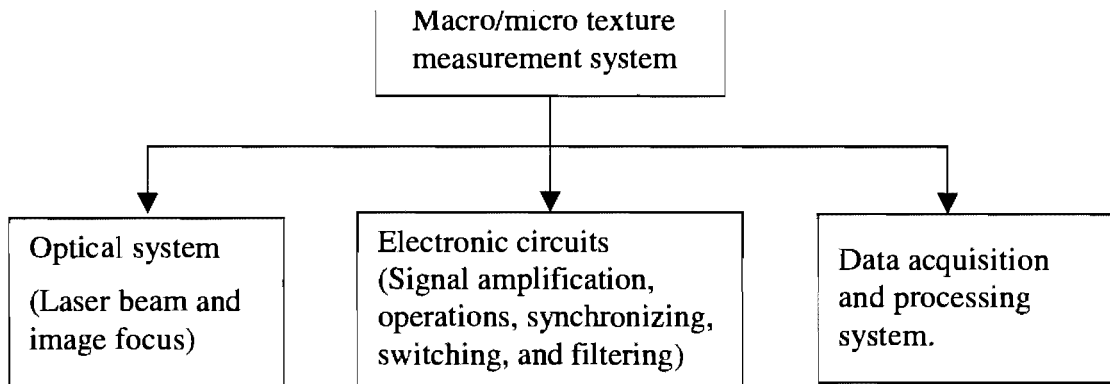 Macro/micro texture
measurement system
Optical system
(Laser beam and
image focus)
Electronic circuits
(Signal amplification,
operations, synchronizing,
switching, and filtering)
Data acquisition
and processing
system.